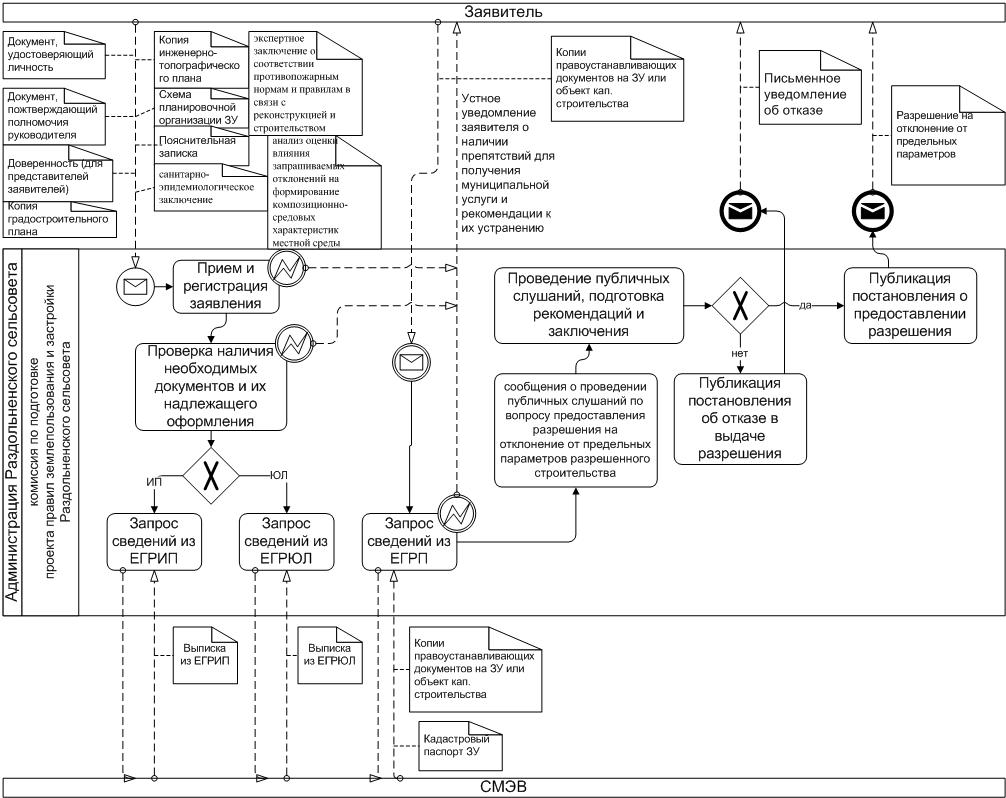 Заявитель
Документ,
удостоверяющий
личность
Документ,
пожтверждающий
полномочия
руководителя
Доверенность (для
представителей
заявителей)
Копия
градостроительного
плана
Копия
инженерно-
топографическо
го плана
Схема
планировочной
организации ЗУ
Пояснительная
записка
санитарно-
эпидемиологическое
заключение
экспертное
заключение о
соответствии
противопожарным
нормам и правилам в
связи с
реконструкцией и
строительством
анализ оценки
влияния
запрашиваемых
отклонений на
формирование
композиционно-
средовых
характеристик
местной среды
Устное
уведомление
заявителя о
наличии
препятствий для
получения
муниципальной
услуги и
рекомендации к
их устранению
Копии
правоустанавливающих
документов на ЗУ или
объект кап.
строительства
Письменное
уведомление
об отказе
Разрешение на
отклонение от
предельных
параметров
Администрация Раздольненского сельсовета
комиссия по подготовке
проекта правил землепользования и застройки
Раздольненского сельсовета
Прием и
регистрация
заявления
Проверка наличия
необходимых
документов и их
надлежащего
оформления
ИП
ЮЛ
Запрос
сведений из
ЕГРИП
Запрос
сведений из
ЕГРЮЛ
Запрос
сведений из
ЕГРП
Проведение публичных
слушаний, подготовка
рекомендаций и
заключения
сообщения о проведении
публичных слушаний по
вопросу предоставления
разрешения на
отклонение от предельных
параметров разрешенного
строительства
да
нет
Публикация
постановления о
предоставлении
разрешения
Публикация
постановления
об отказе в
выдаче
разрешения
Выписка
из ЕГРИП
Выписка
из ЕГРЮЛ
Копии
правоустанавливающих
документов на ЗУ или
объект кап.
строительства
Кадастровый
паспорт ЗУ
СМЭВ